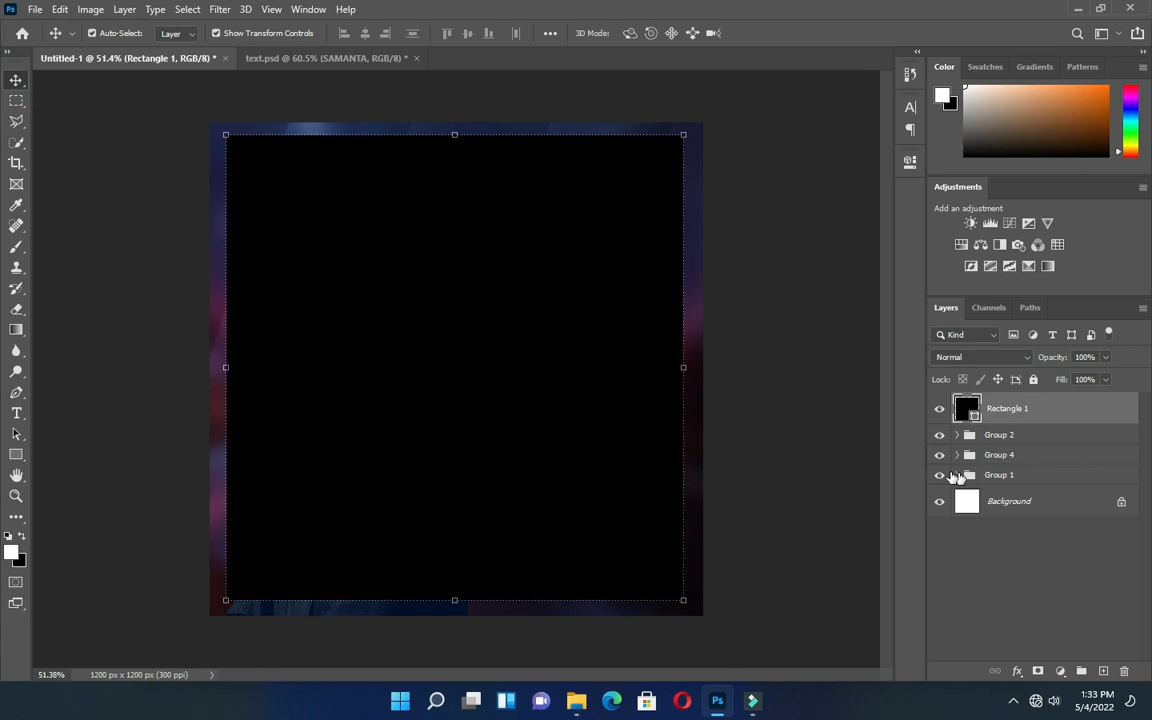 Ps File Edit Image Layer Type Select Filter 3D View Window Help
Auto-Select: Layer Show Transform Controls 3D Mode:
Untitled-1 @ 51.4% (Rectangle 1, RGB/8) * × text.psd @ 60.5% (SAMANTA, RGB/8) * ×
Color Swatches Gradients Patterns
Adjustments
Add an adjustment
Layers Channels Paths
Kind
Normal Opacity: 100%
Lock: Fill: 100%
Rectangle 1
Group 2
Group 4
Group 1
Background
51.38% 1200 px x 1200 px (300 ppi)
Ps
1:33 PM
5/4/2022